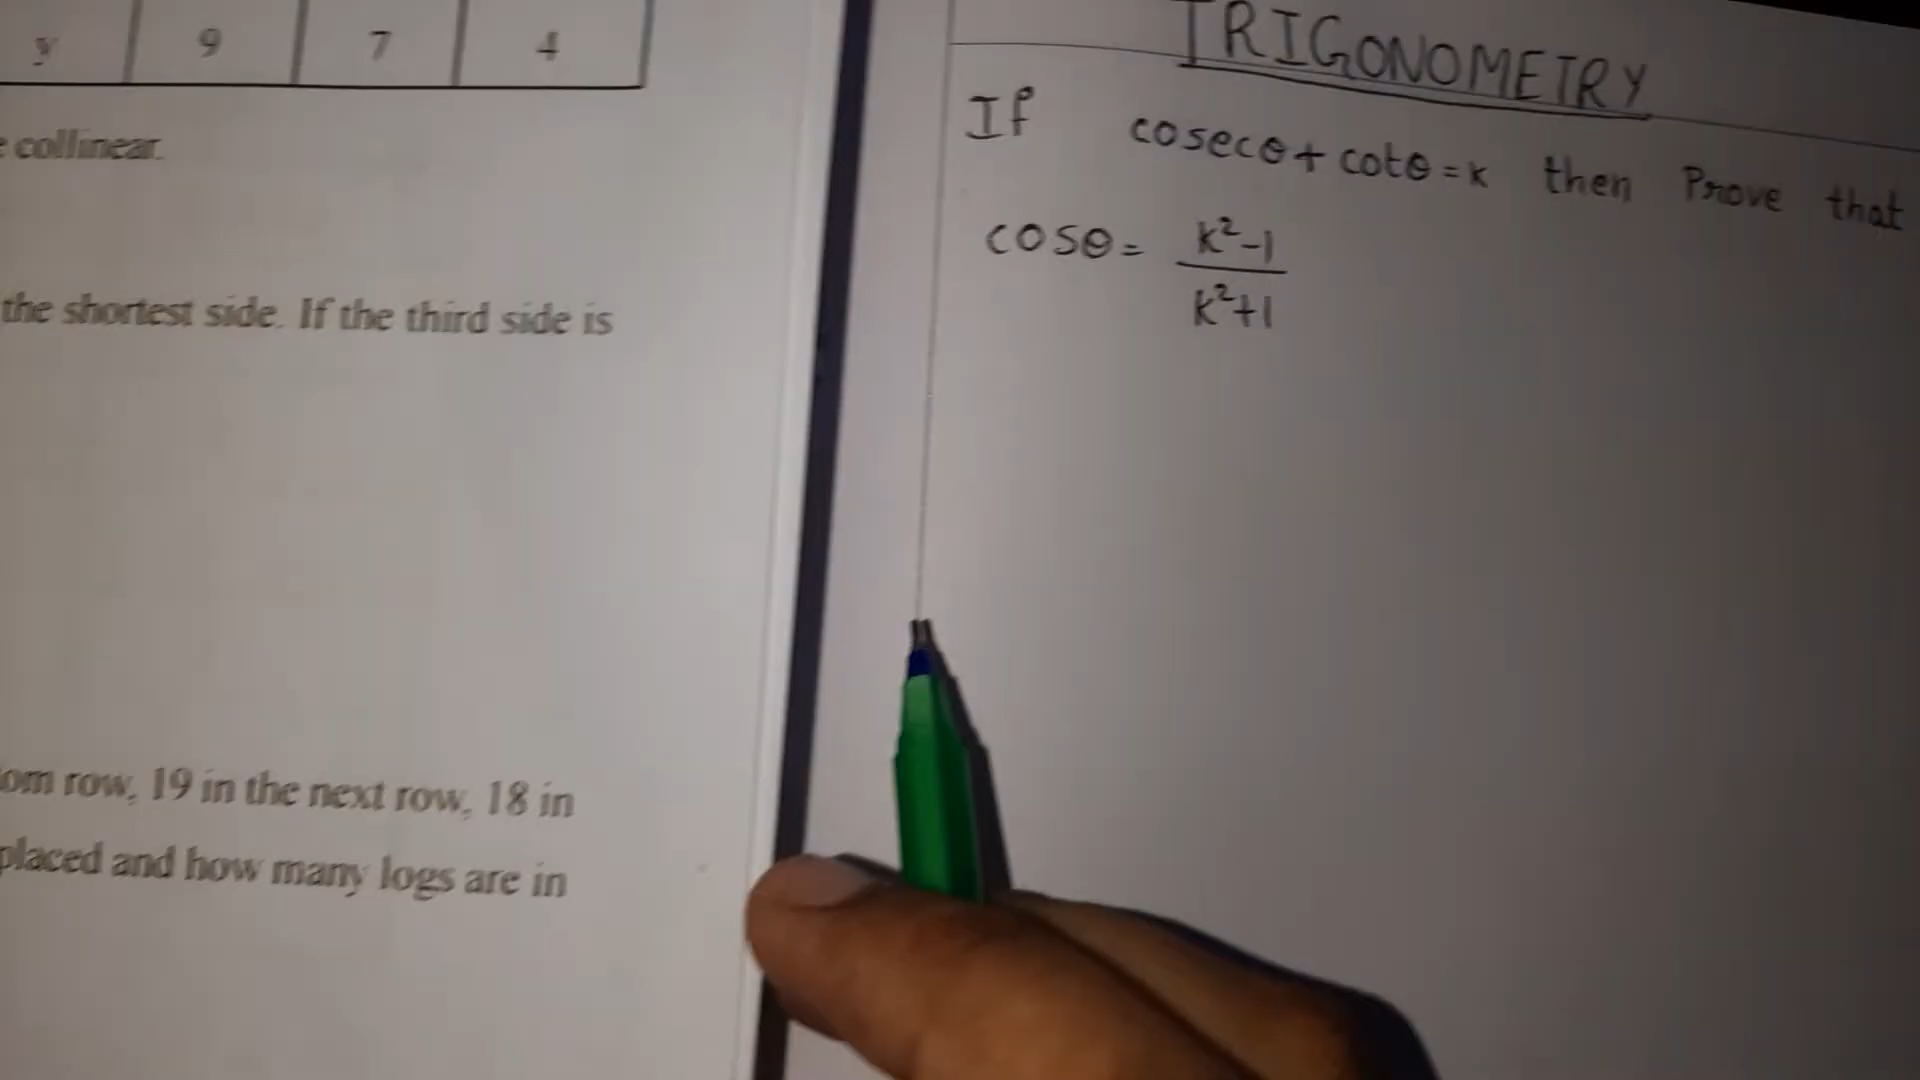 y 9 7 4
collinear.
the shortest side. If the third side is
row, 19 in the next row, 18 in
placed and how many logs are in
TRIGONOMETRY
If cosecθ + cotθ = k then Prove that
cosθ = k²-1
k²+1